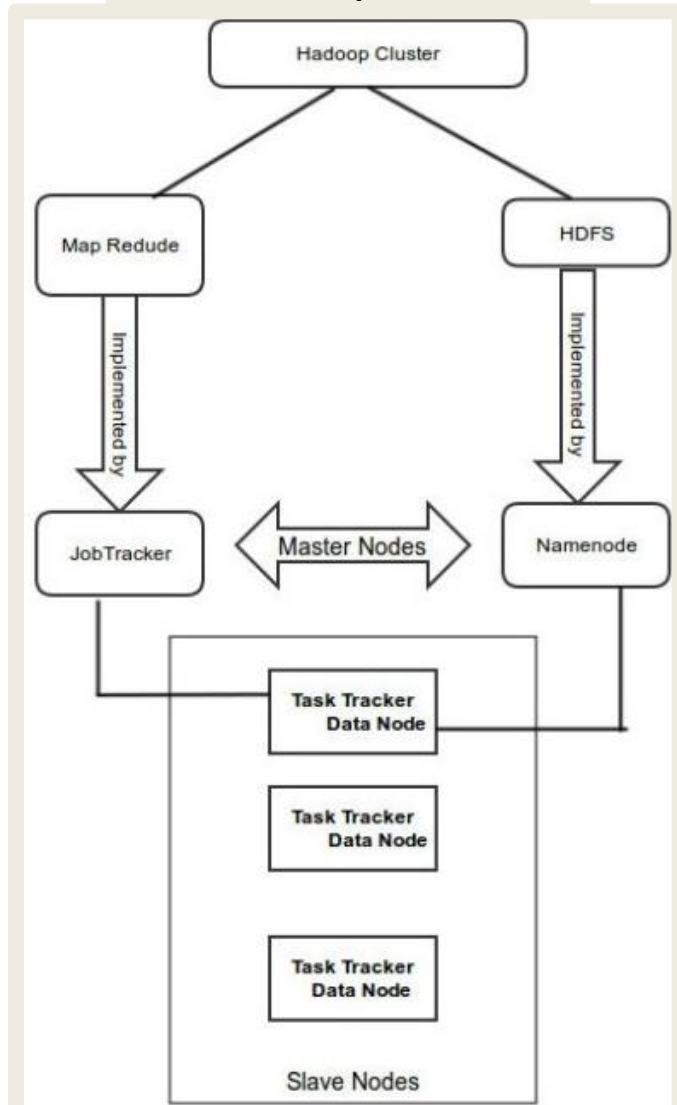 Hadoop Cluster
Map Redude
HDFS
Implemented by
Implemented by
JobTracker
Master Nodes
Namenode
Task Tracker
Data Node
Task Tracker
Data Node
Task Tracker
Data Node
Slave Nodes